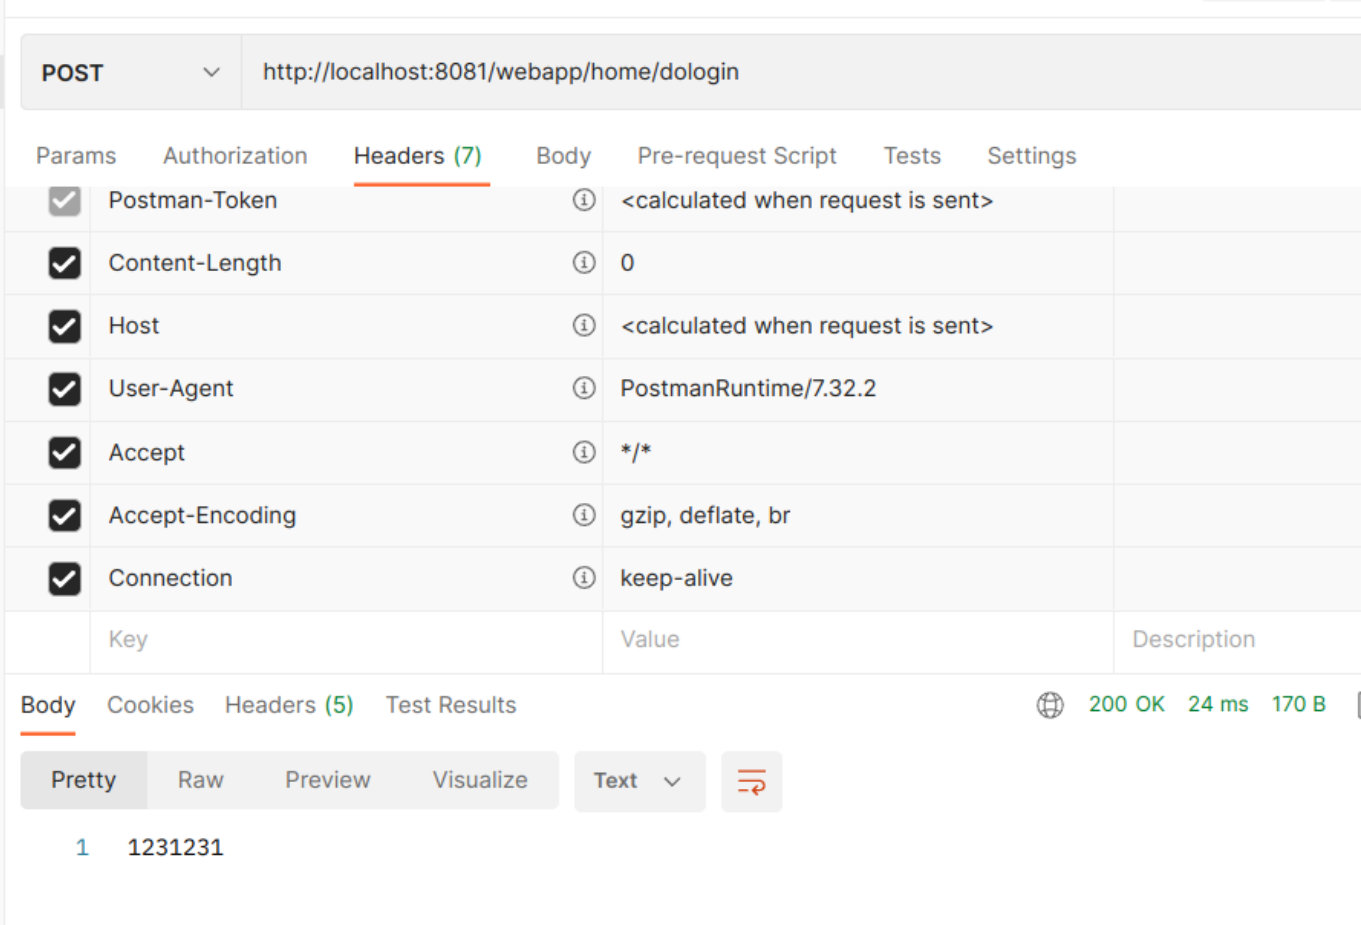 POST http://localhost:8081/webapp/home/dologin
Params Authorization Headers (7) Body Pre-request Script Tests Settings
Postman-Token <calculated when request is sent>
Content-Length 0
Host <calculated when request is sent>
User-Agent PostmanRuntime/7.32.2
Accept */*
Accept-Encoding gzip, deflate, br
Connection keep-alive
Key Value Description
Body Cookies Headers (5) Test Results 200 OK 24 ms 170 B
Pretty Raw Preview Visualize Text
1 1231231